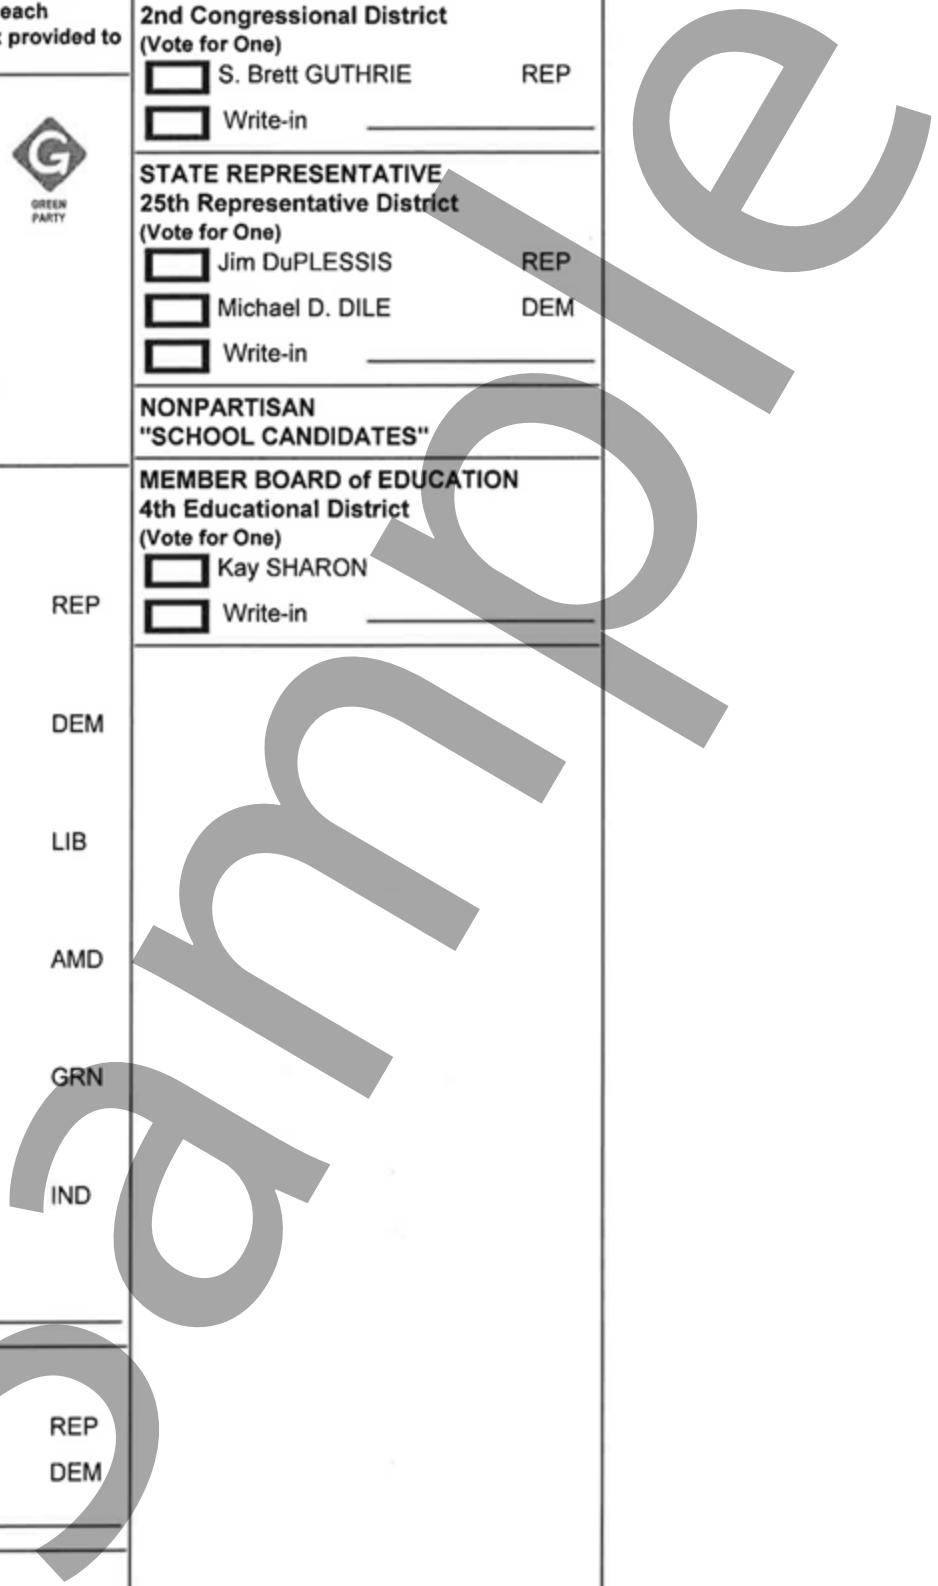 each
provided to
G
GREEN
PARTY
REP
DEM
LIB
AMD
GRN
IND
REP
DEM
2nd Congressional District
(Vote for One)
S. Brett GUTHRIE REP
Write-in
STATE REPRESENTATIVE
25th Representative District
(Vote for One)
Jim DuPLESSIS REP
Michael D. DILE DEM
Write-in
NONPARTISAN
"SCHOOL CANDIDATES"
MEMBER BOARD of EDUCATION
4th Educational District
(Vote for One)
Kay SHARON
Write-in
ample